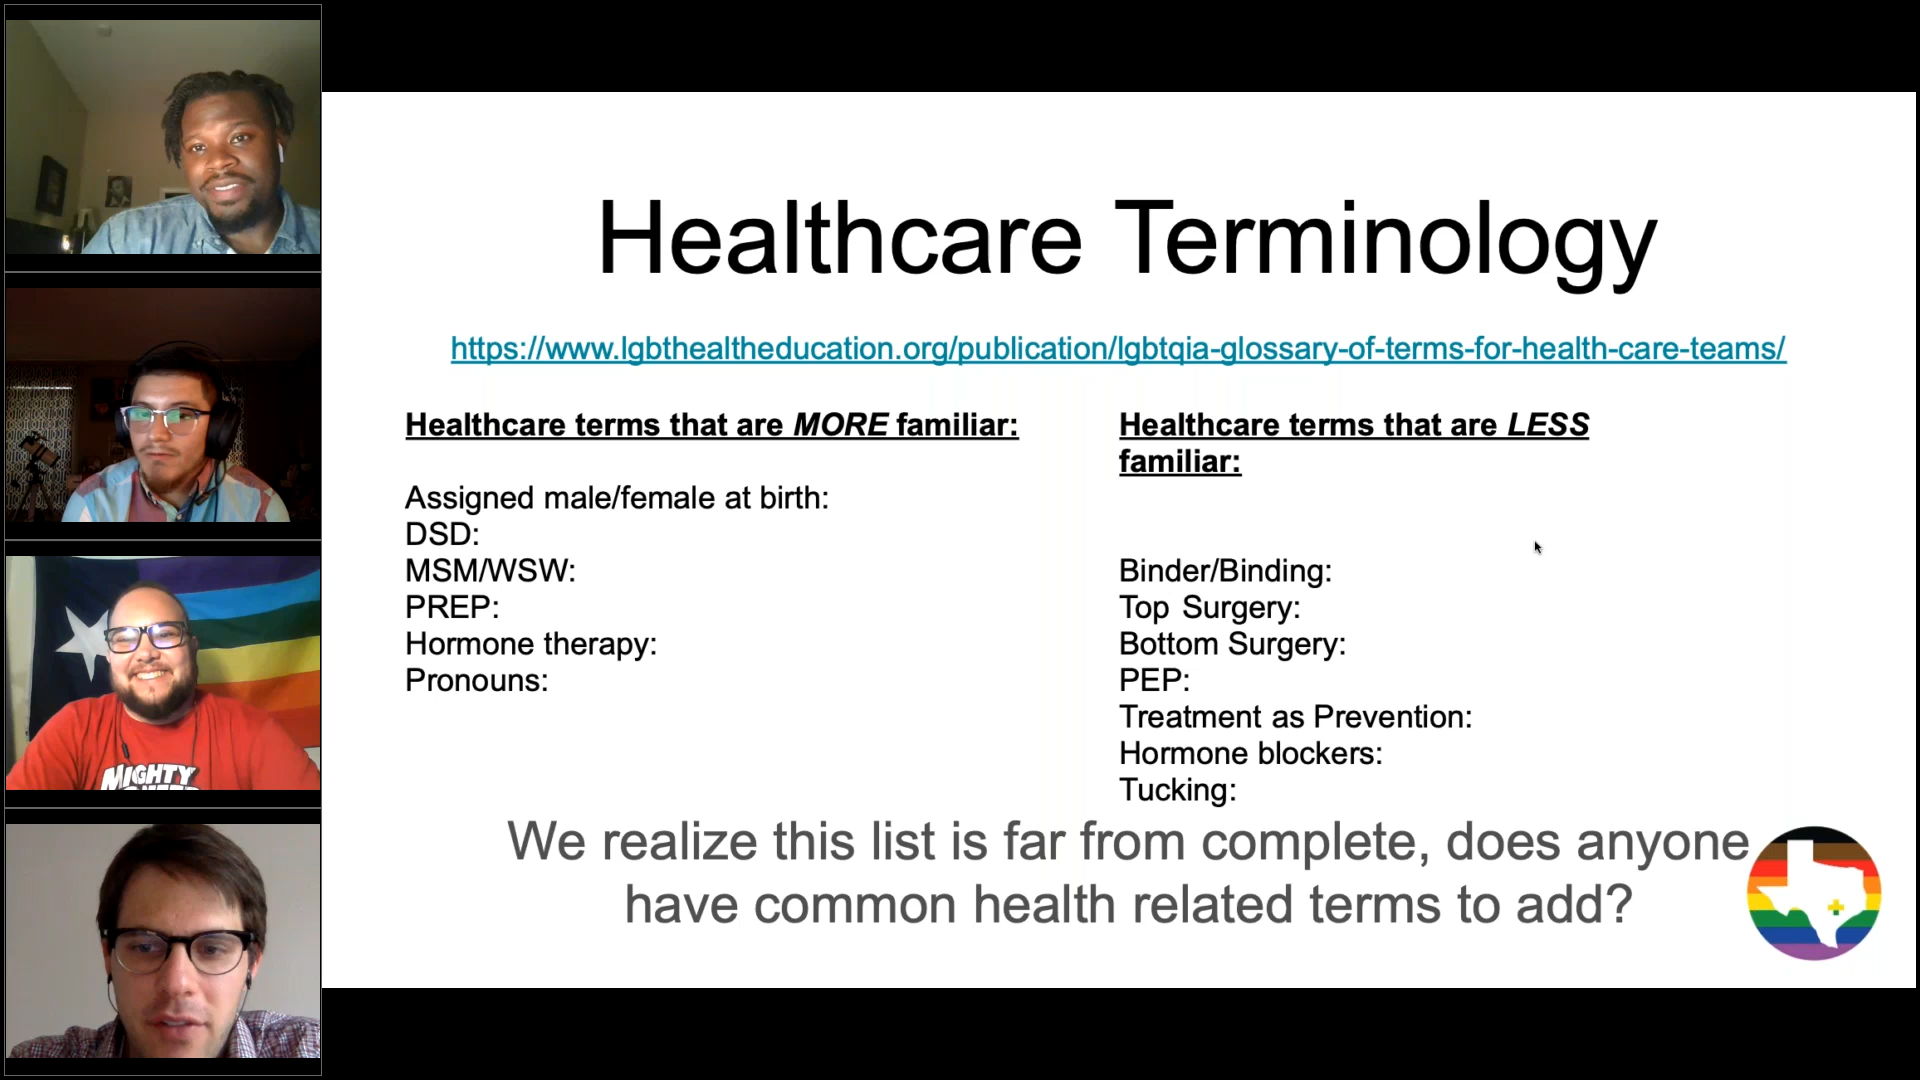 Healthcare Terminology
https://www.lgbthealtheducation.org/publication/lgbtqia-glossary-of-terms-for-health-care-teams/
Healthcare terms that are MORE familiar:
Assigned male/female at birth:
DSD:
MSM/WSW:
PREP:
Hormone therapy:
Pronouns:
Healthcare terms that are LESS
familiar:
Binder/Binding:
Top Surgery:
Bottom Surgery:
PEP:
Treatment as Prevention:
Hormone blockers:
Tucking:
We realize this list is far from complete, does anyone
have common health related terms to add?
MIGHTY